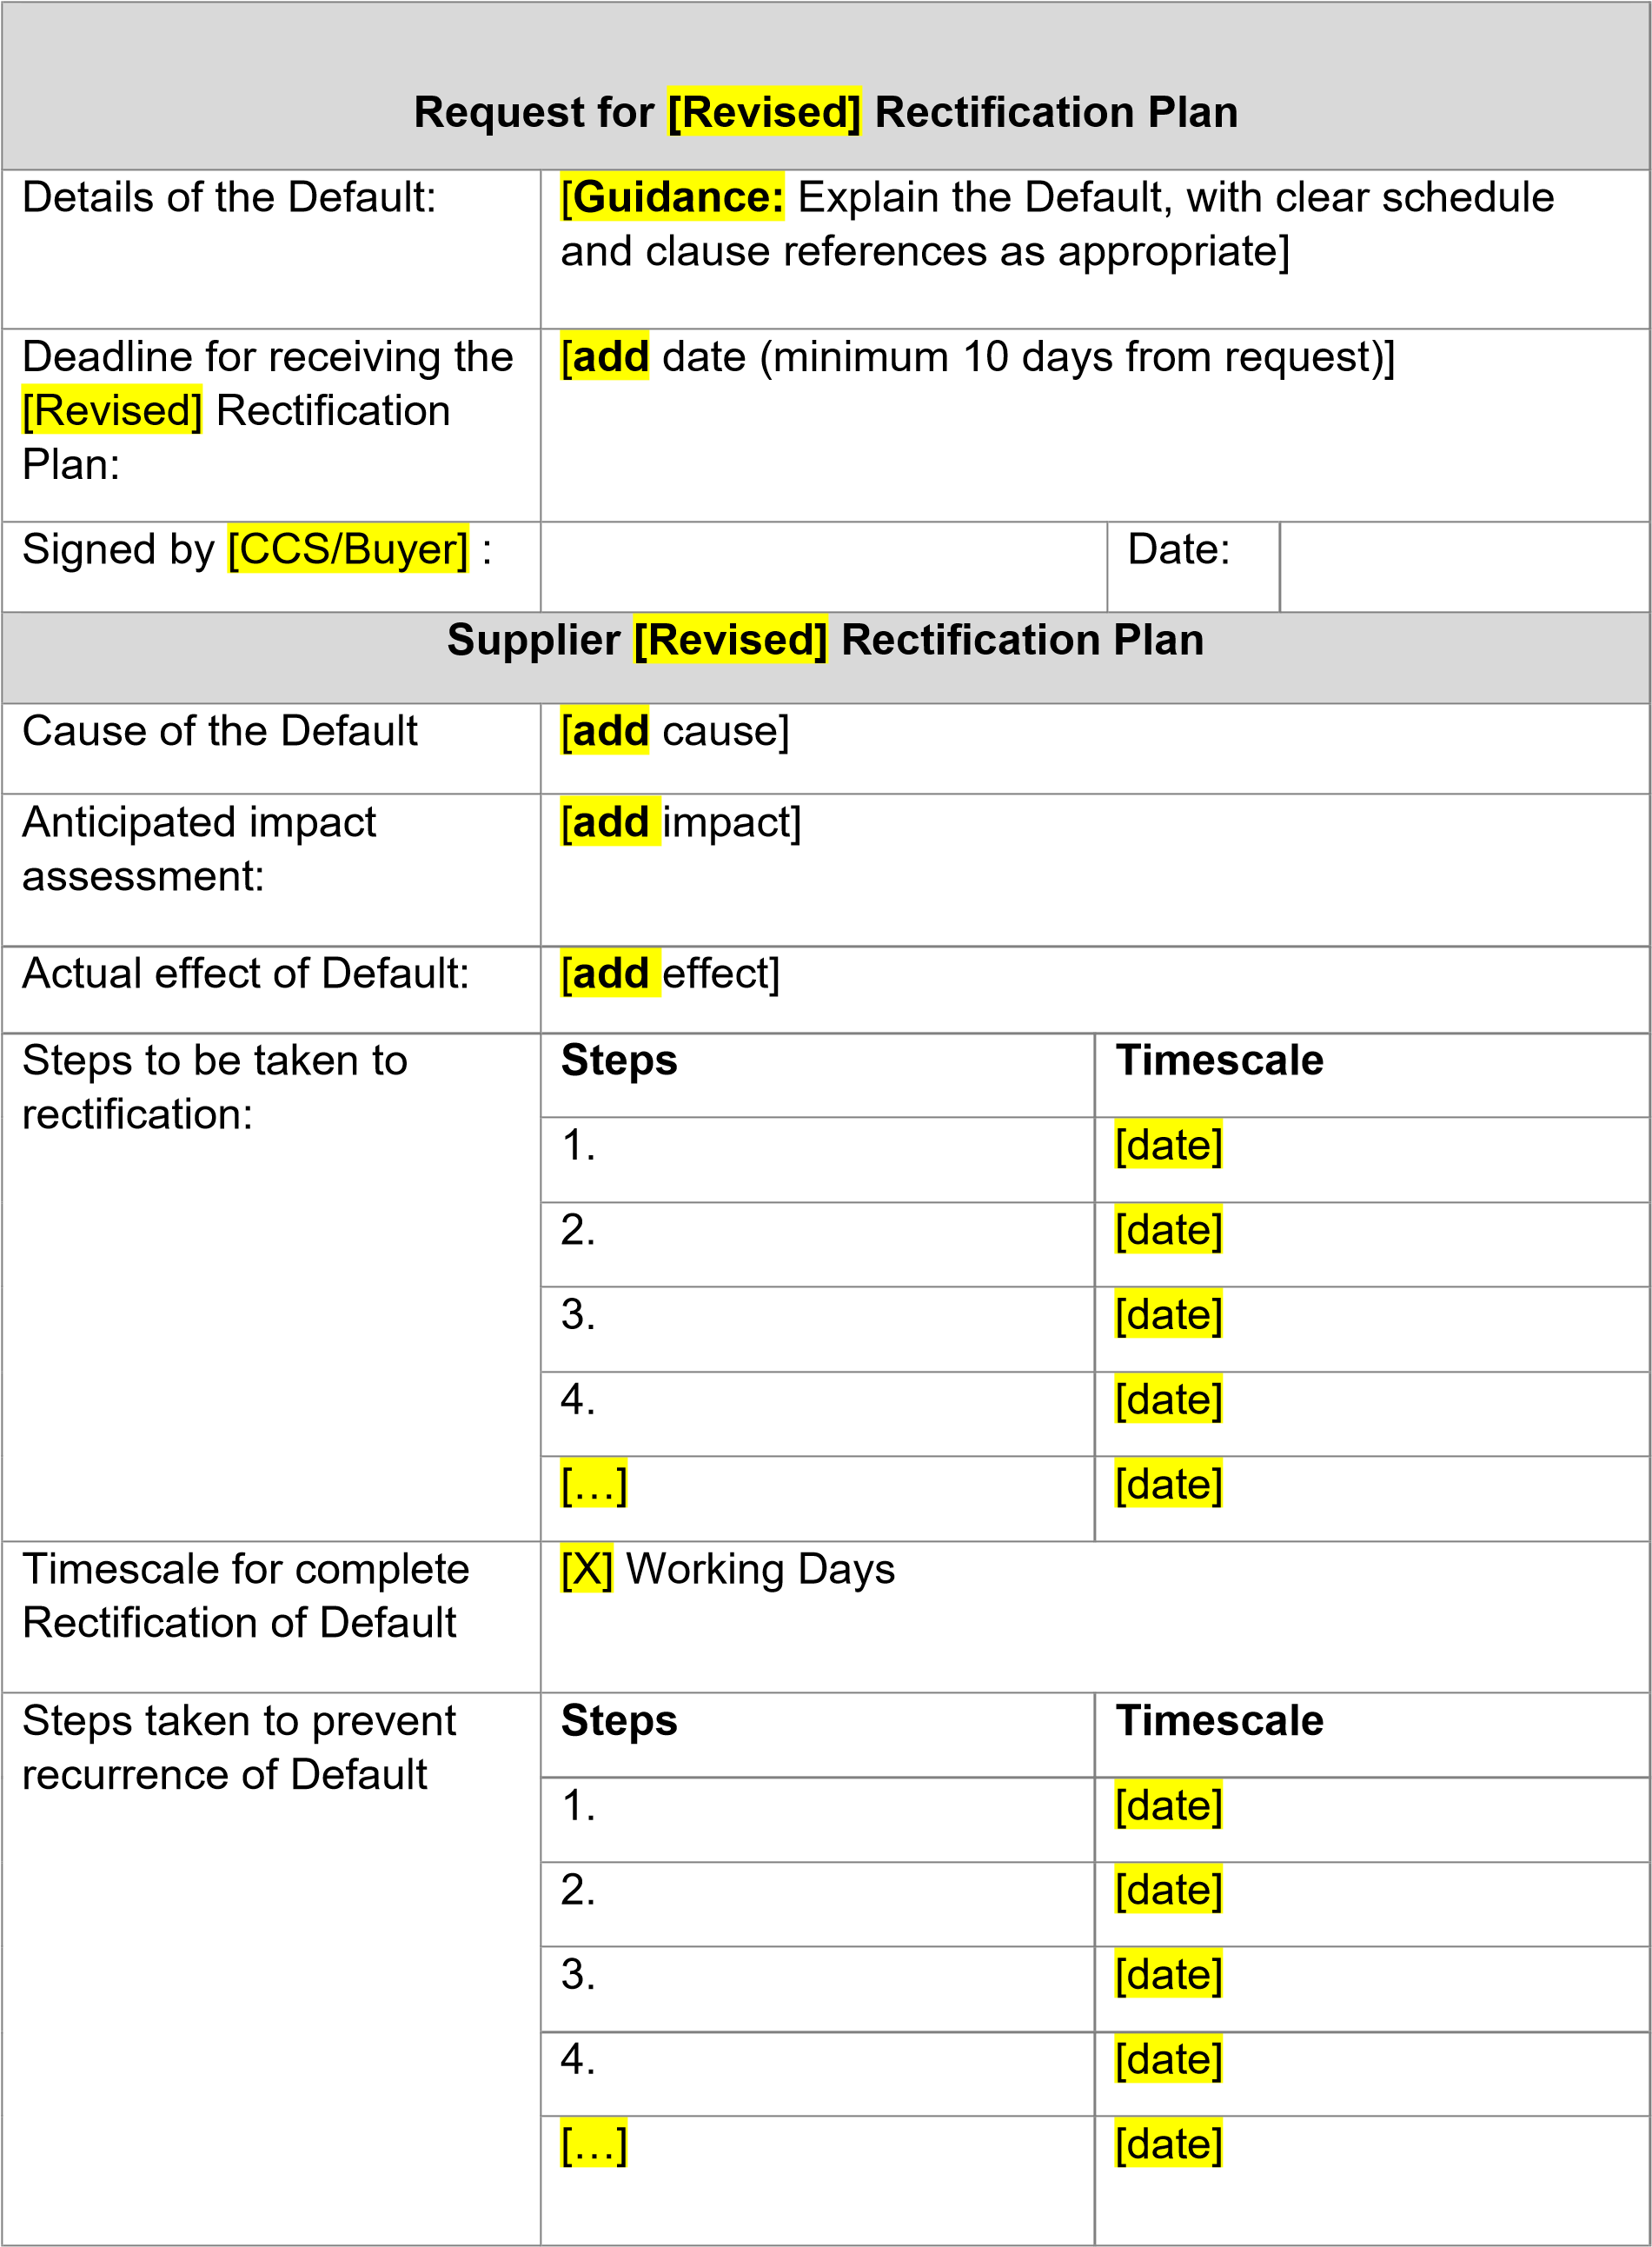 Request for [Revised] Rectification Plan
Details of the Default:
[Guidance: Explain the Default, with clear schedule
and clause references as appropriate]
Deadline for receiving the
[Revised] Rectification
Plan:
[add date (minimum 10 days from request)]
Signed by [CCS/Buyer] :
Date:
Supplier [Revised] Rectification Plan
Cause of the Default
[add cause]
Anticipated impact
assessment:
[add impact]
Actual effect of Default:
[add effect]
Steps to be taken to
rectification:
Steps Timescale
1. [date]
2. [date]
3. [date]
4. [date]
[…] [date]
Timescale for complete
Rectification of Default
[X] Working Days
Steps taken to prevent
recurrence of Default
Steps Timescale
1. [date]
2. [date]
3. [date]
4. [date]
[…] [date]